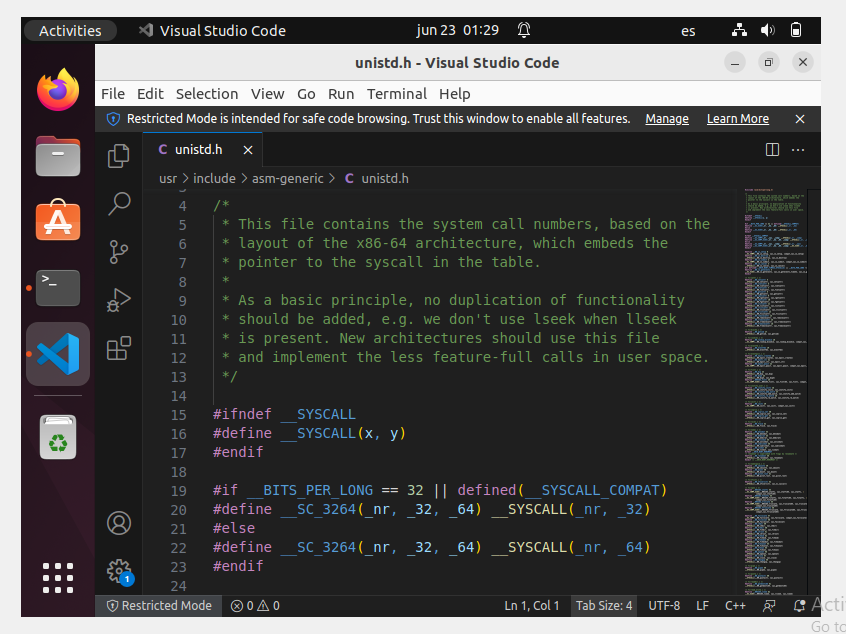 Activities
Visual Studio Code
jun 23 01:29
es
unistd.h - Visual Studio Code
File Edit Selection View Go Run Terminal Help
Restricted Mode is intended for safe code browsing. Trust this window to enable all features. Manage Learn More
C unistd.h
usr > include > asm-generic > C unistd.h
4 /*
5 * This file contains the system call numbers, based on the
6 * layout of the x86-64 architecture, which embeds the
7 * pointer to the syscall in the table.
8 *
9 * As a basic principle, no duplication of functionality
10 * should be added, e.g. we don't use lseek when llseek
11 * is present. New architectures should use this file
12 * and implement the less feature-full calls in user space.
13 */
14
15 #ifndef __SYSCALL
16 #define __SYSCALL(x, y)
17 #endif
18
19 #if __BITS_PER_LONG == 32 || defined(__SYSCALL_COMPAT)
20 #define __SC_3264(_nr, _32, _64) __SYSCALL(_nr, _32)
21 #else
22 #define __SC_3264(_nr, _32, _64) __SYSCALL(_nr, _64)
23 #endif
24
1
Restricted Mode 0 0 Ln 1, Col 1 Tab Size: 4 UTF-8 LF C++
Acti
Go to